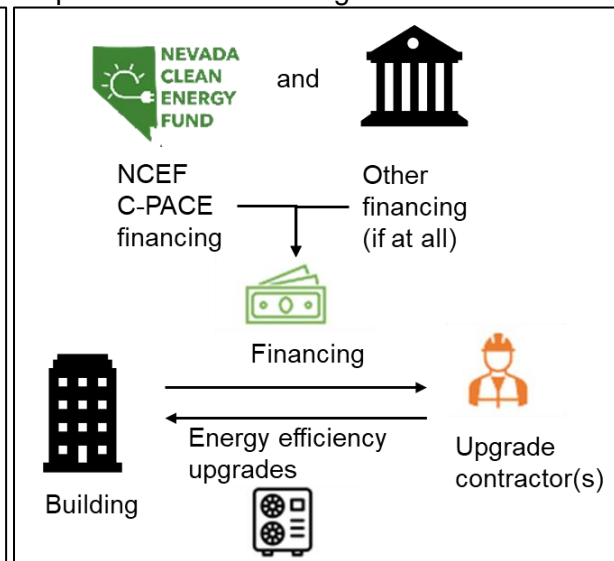 NEVADA
CLEAN
ENERGY
FUND
and
NCEF
C-PACE
financing
Other
financing
(if at all)
Financing
Energy efficiency
upgrades
Building
Upgrade
contractor(s)